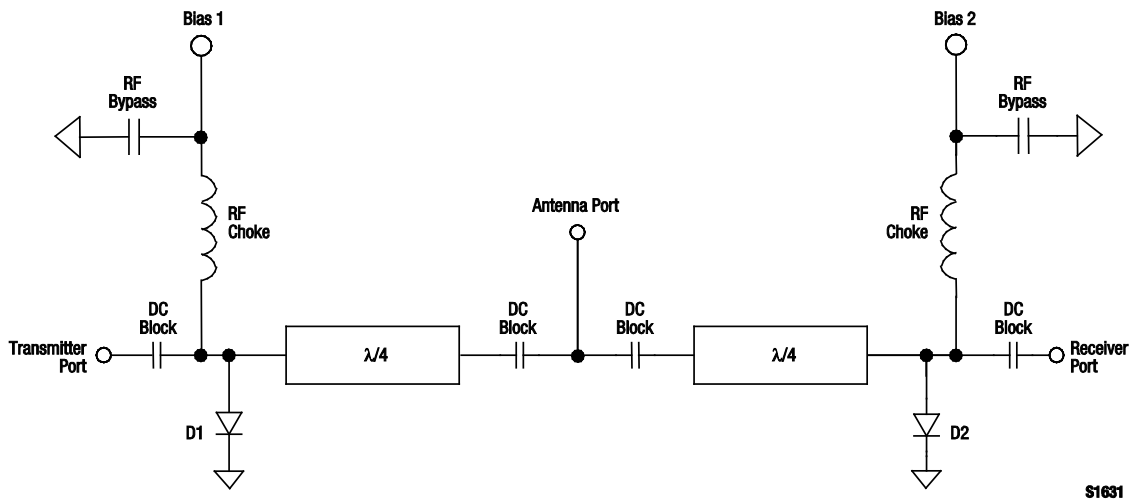 Bias 1
Bias 2
RF
Bypass
RF
Bypass
RF
Choke
Antenna Port
RF
Choke
DC
Block
DC
Block
DC
Block
DC
Block
Transmitter
Port
λ/4
λ/4
Receiver
Port
D1
D2
S1631